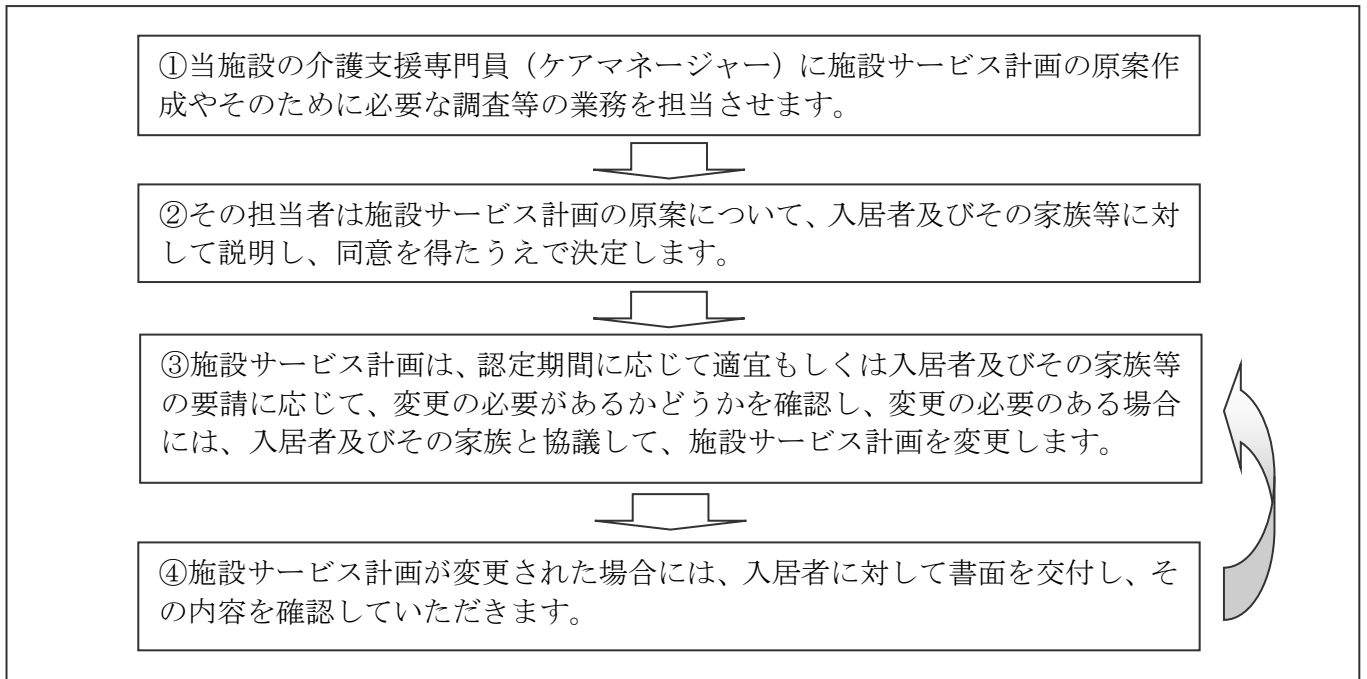 ①当施設の介護支援専門員（ケアマネージャー）に施設サービス計画の原案作
成やそのために必要な調査等の業務を担当させます。
②その担当者は施設サービス計画の原案について、入居者及びその家族等に対
して説明し、同意を得たうえで決定します。
③施設サービス計画は、認定期間に応じて適宜もしくは入居者及びその家族等
の要請に応じて、変更の必要があるかどうかを確認し、変更の必要のある場合
には、入居者及びその家族と協議して、施設サービス計画を変更します。
④施設サービス計画が変更された場合には、入居者に対して書面を交付し、そ
の内容を確認していただきます。